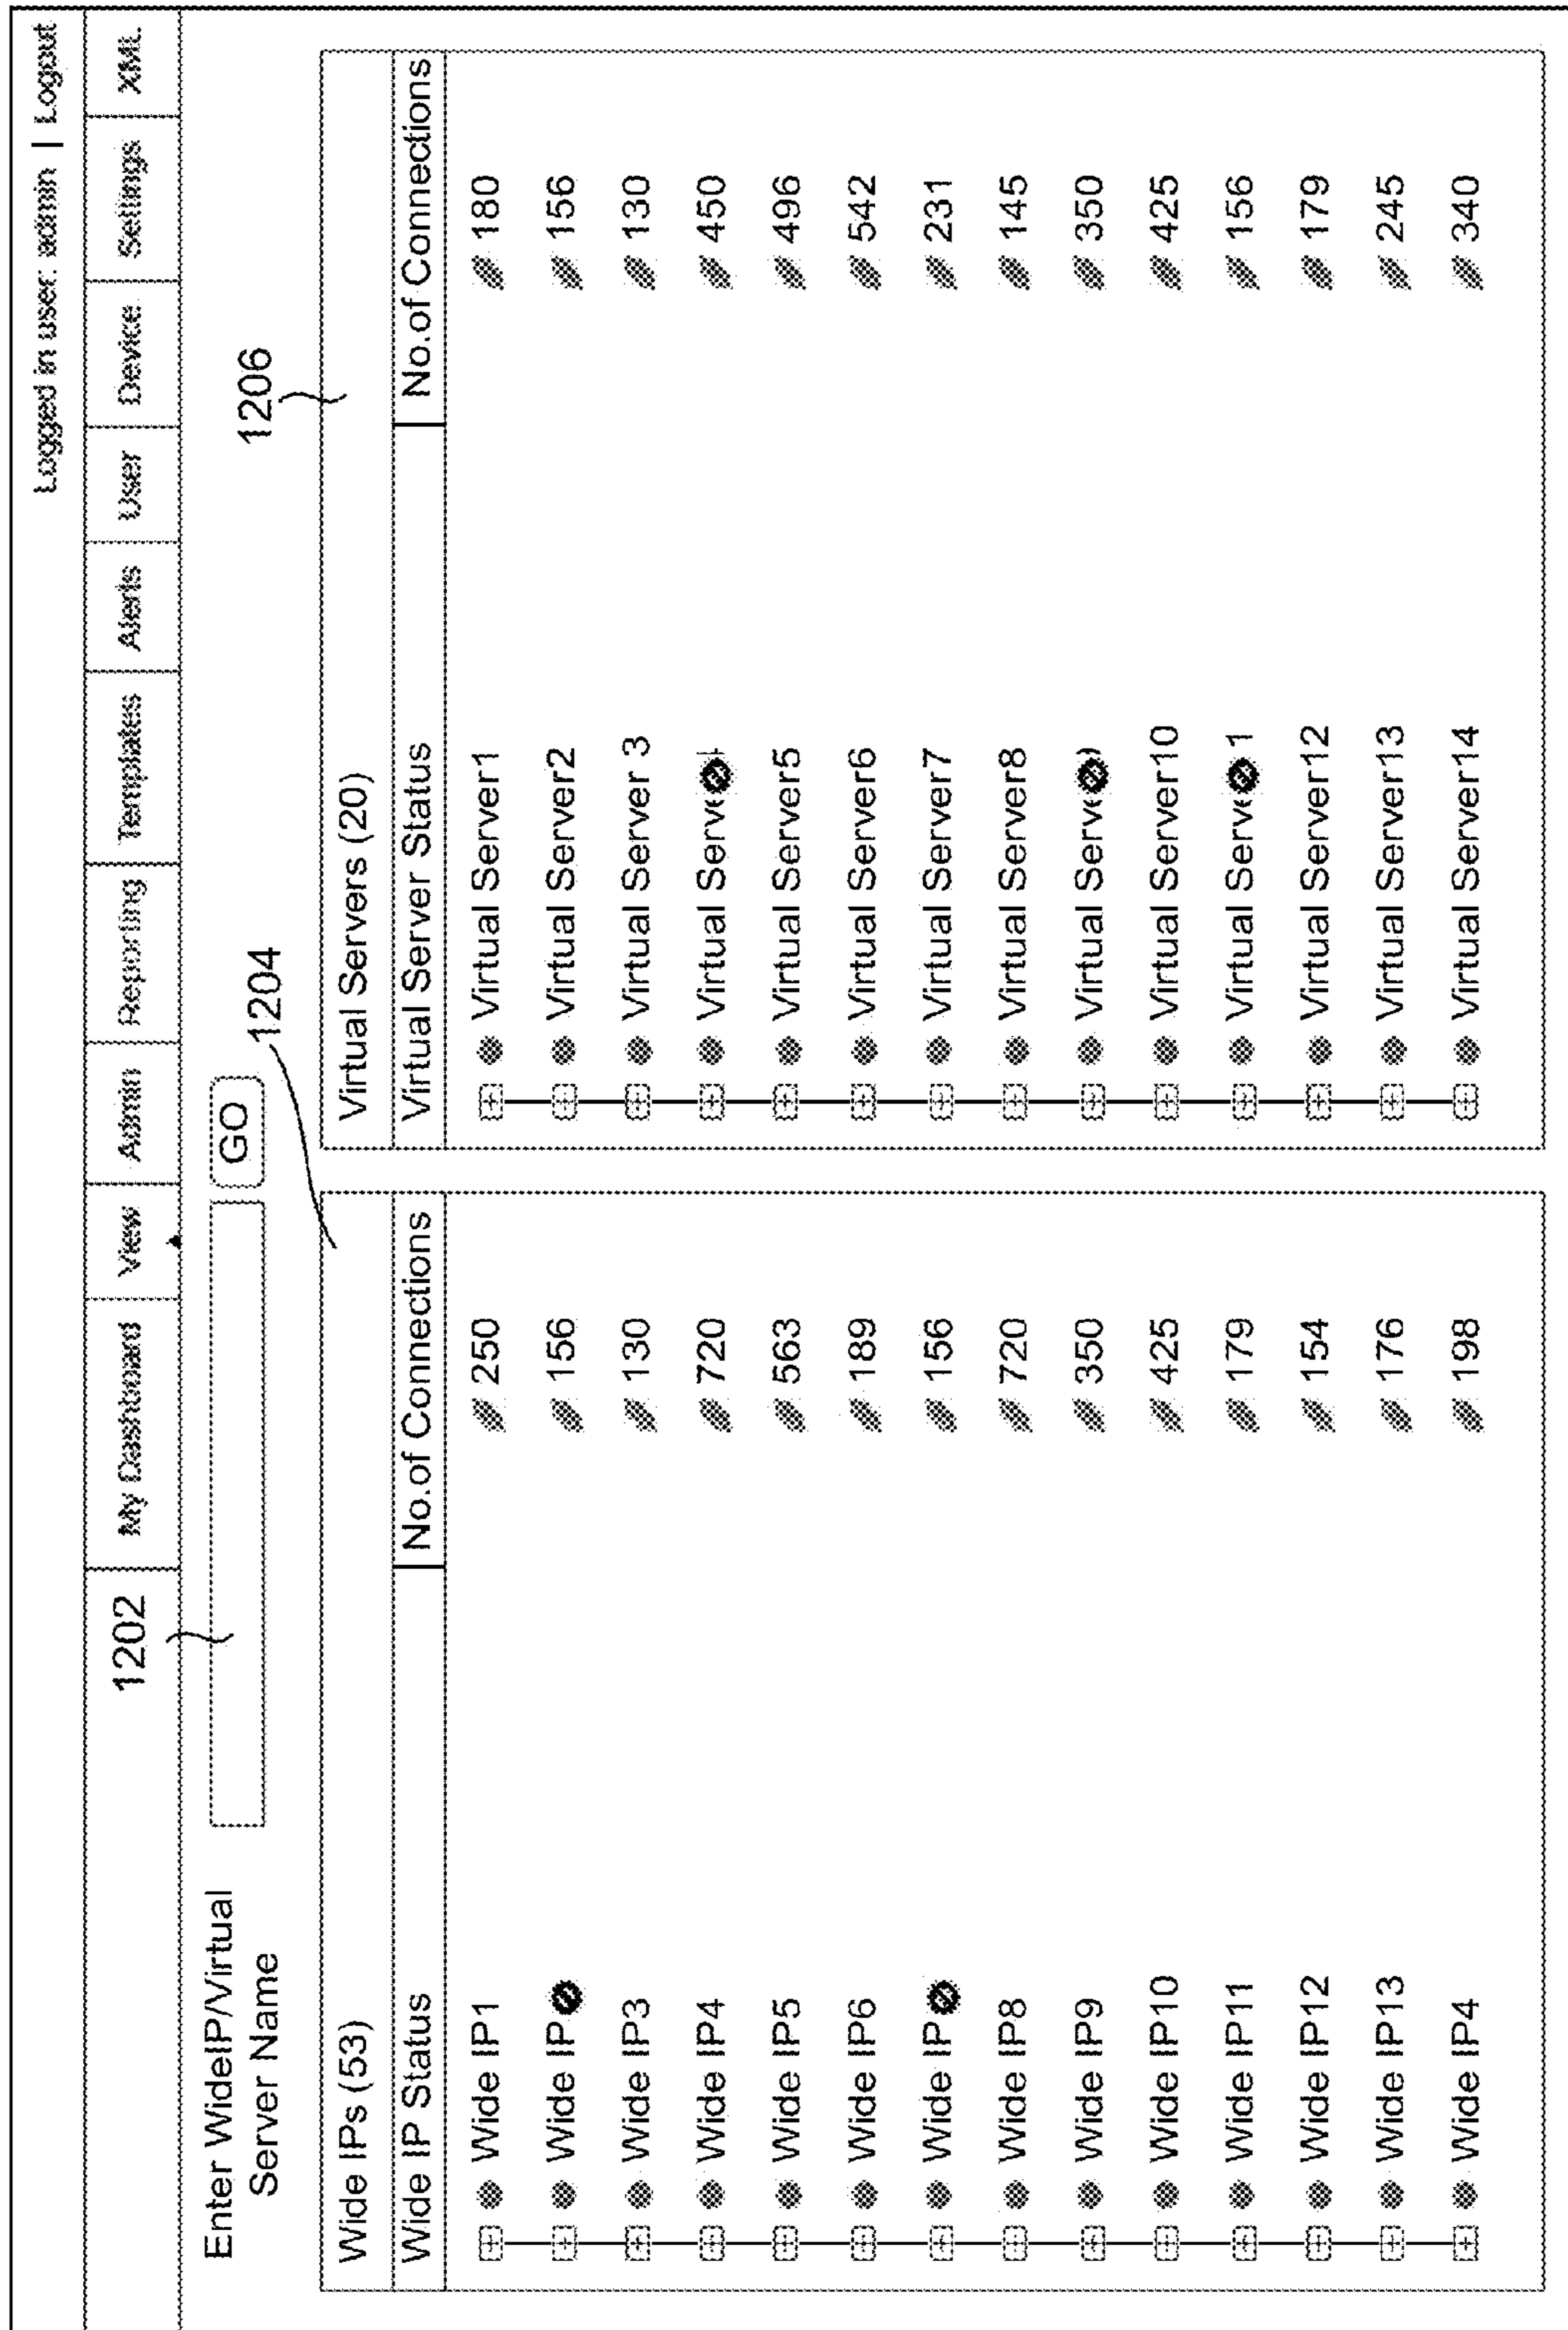 Logged in user: admin | Logout
My Dashboard View Admin Reporting Templates Alerts User Device Settings XML
1202
Enter WideIP/Virtual
Server Name
GO
1204
1206
Wide IPs (53)
Wide IP Status No.of Connections
Wide IP1 250
Wide IP 156
Wide IP3 130
Wide IP4 720
Wide IP5 563
Wide IP6 189
Wide IP 156
Wide IP8 720
Wide IP9 350
Wide IP10 425
Wide IP11 179
Wide IP12 154
Wide IP13 176
Wide IP4 198
Virtual Servers (20)
Virtual Server Status No.of Connections
Virtual Server1 180
Virtual Server2 156
Virtual Server 3 130
Virtual 450
Virtual Server5 496
Virtual Server6 542
Virtual Server7 231
Virtual Server8 145
Virtual 350
Virtual Server10 425
Virtual 1 156
Virtual Server12 179
Virtual Server13 245
Virtual Server14 340